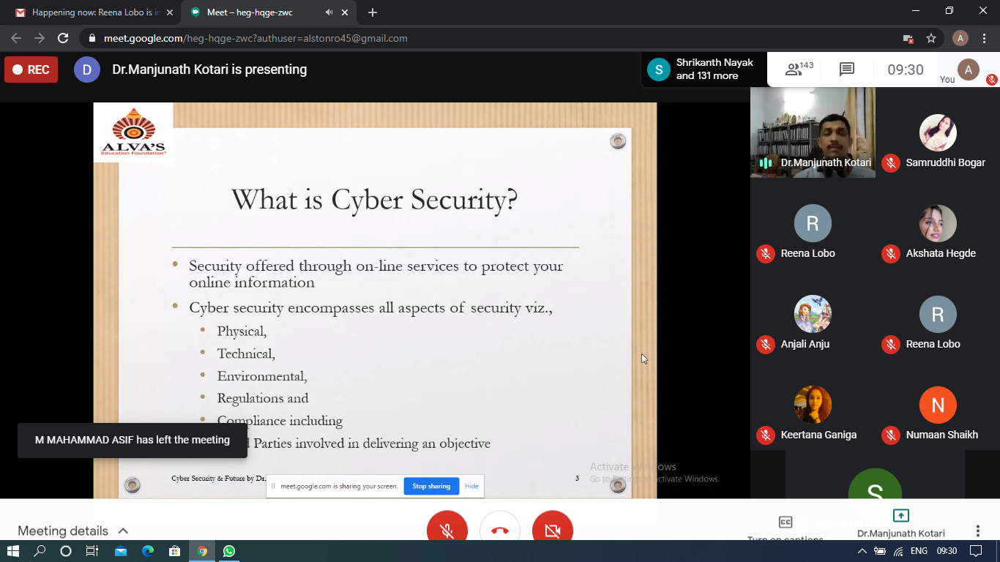 Happening now: Reena Lobo is in
Meet – heg-hqge-zwc
meet.google.com/heg-hqge-zwc?authuser=alstonro45@gmail.com
A
REC
D
Dr.Manjunath Kotari is presenting
S
Shrikanth Nayak
and 131 more
143
09:30
You
A
ALVA'S
Education Foundation
What is Cyber Security?
Security offered through on-line services to protect your
online information
Cyber security encompasses all aspects of security viz.,
Physical,
Technical,
Environmental,
Regulations and
Compliance including
Parties involved in delivering an objective
M MAHAMMAD ASIF has left the meeting
Cyber Security & Future by Dr.
3
meet.google.com is sharing your screen.
Stop sharing
Hide
Dr.Manjunath Kotari
Samruddhi Bogar
R
Reena Lobo
Akshata Hegde
Anjali Anju
R
Reena Lobo
Keertana Ganiga
N
Numaan Shaikh
S
Activate Windows
Go to Settings to activate Windows.
Meeting details
CC
Turn on captions
Dr.Manjunath Kotari
ENG
09:30